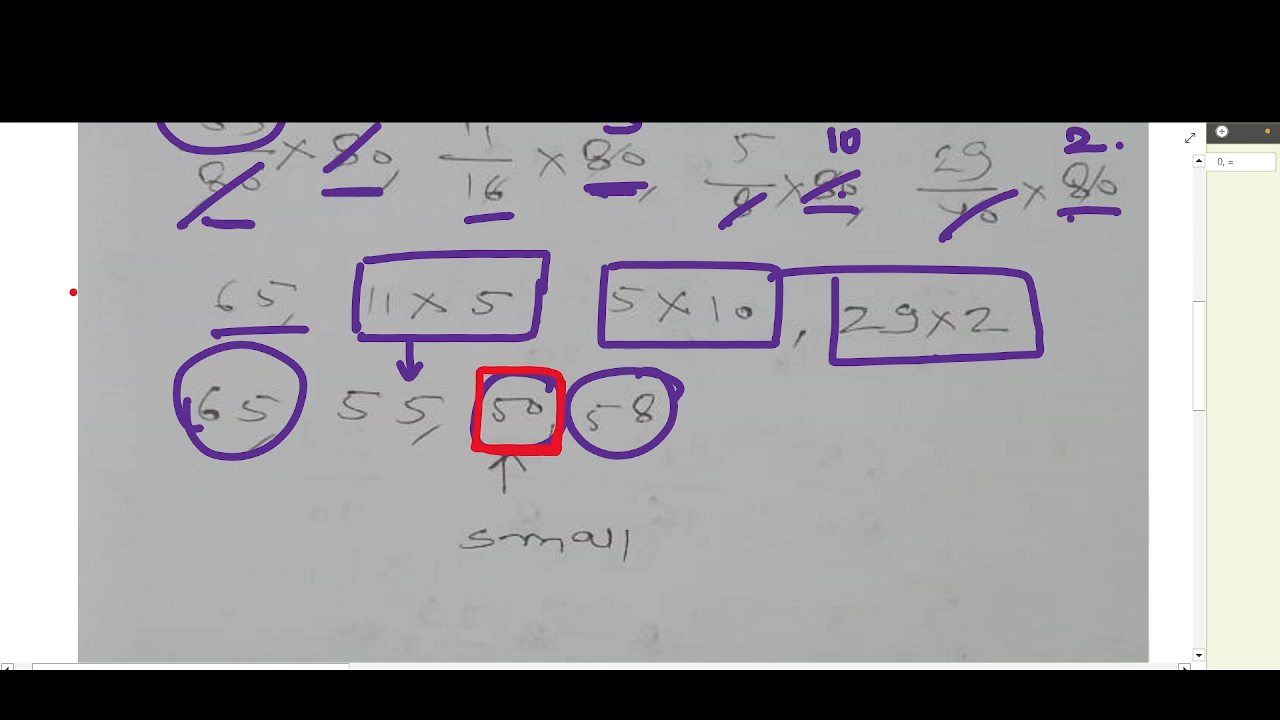 10 2.
11 5 29
80 × 80, 16 × 80, 8 × 80, 40 × 80
65, 11 × 5 5 × 10, 29 × 2
65, 55, 50, 58
small
0, =